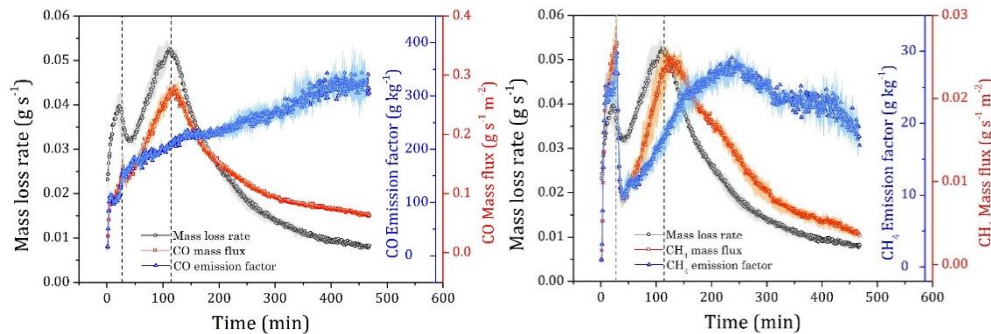 0.06
0.05
0.04
0.03
0.02
0.01
0.00
Mass loss rate (g s⁻¹)
0 100 200 300 400 500 600
Time (min)
Mass loss rate
CO mass flux
CO emission factor
400
300
200
100
0
CO Emission factor (g kg⁻¹)
0.4
0.3
0.2
0.1
0.0
CO Mass flux (g s⁻¹ m⁻²)
0.06
0.05
0.04
0.03
0.02
0.01
0.00
Mass loss rate (g s⁻¹)
0 100 200 300 400 500 600
Time (min)
Mass loss rate
CH₄ mass flux
CH₄ emission factor
30
20
10
0
CH₄ Emission factor (g kg⁻¹)
0.03
0.02
0.01
0.00
CH₄ Mass flux (g s⁻¹ m⁻²)